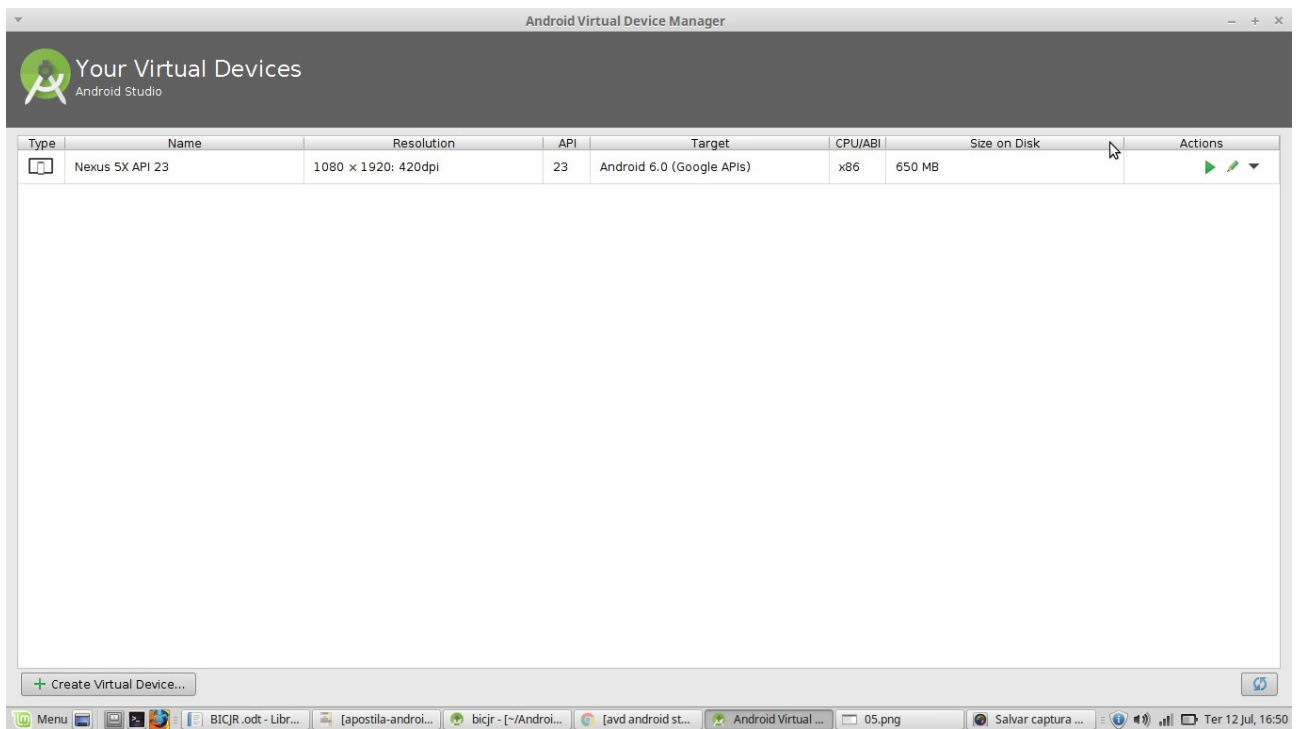 Android Virtual Device Manager
Your Virtual Devices
Android Studio
Type Name Resolution API Target CPU/ABI Size on Disk Actions
Nexus 5X API 23 1080 × 1920: 420dpi 23 Android 6.0 (Google APIs) x86 650 MB
Create Virtual Device...
Menu BICJR .odt - Libr... [apostila-androi... bicjr - [~/Androi... [avd android st... Android Virtual ... 05.png Salvar captura ... Ter 12 Jul, 16:50